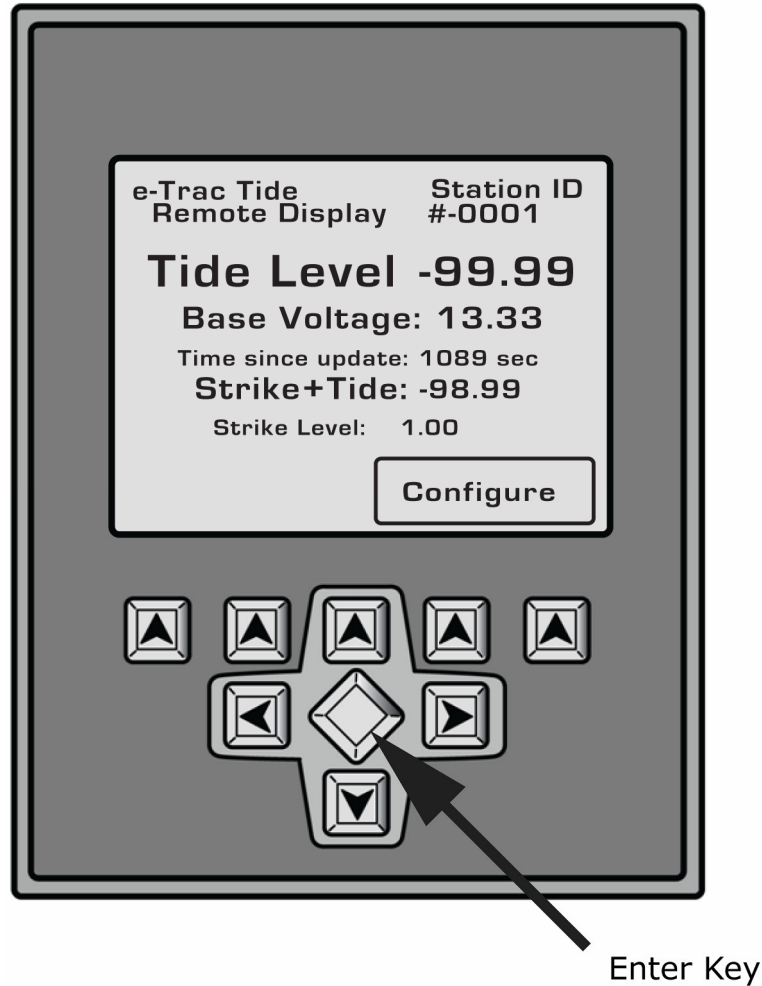 e-Trac Tide Station ID
Remote Display #-0001
Tide Level -99.99
Base Voltage: 13.33
Time since update: 1089 sec
Strike+Tide: -98.99
Strike Level: 1.00
Configure
Enter Key